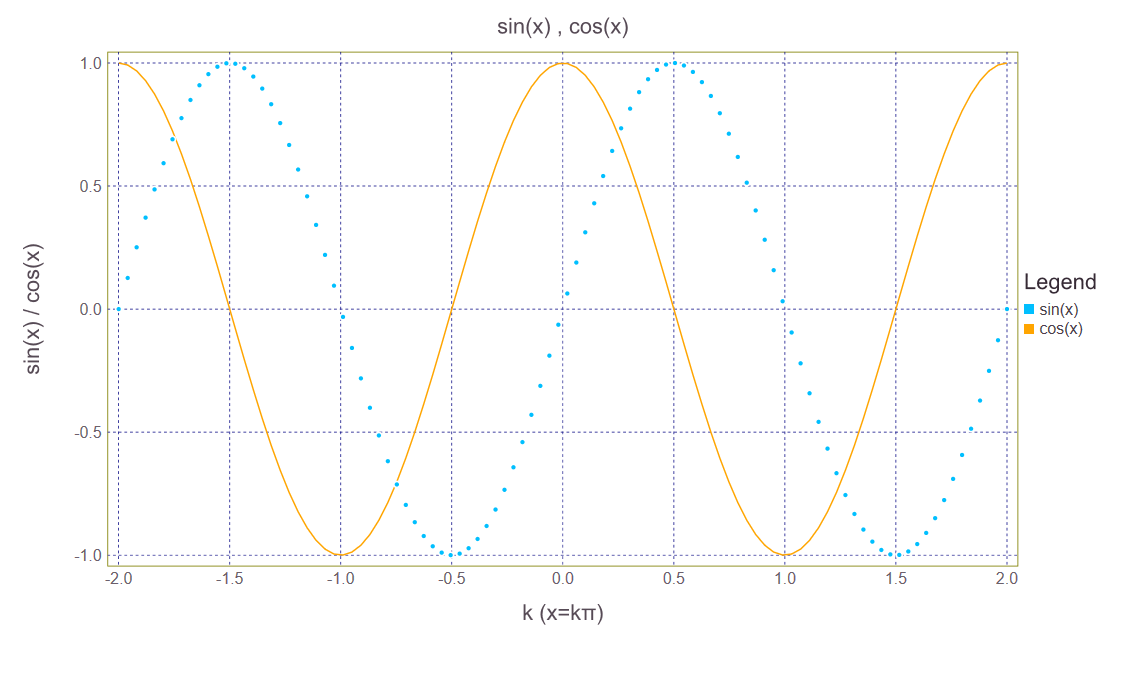 sin(x) , cos(x)
1.0
0.5
0.0
-0.5
-1.0
sin(x) / cos(x)
-2.0 -1.5 -1.0 -0.5 0.0 0.5 1.0 1.5 2.0
k (x=kπ)
Legend
sin(x)
cos(x)